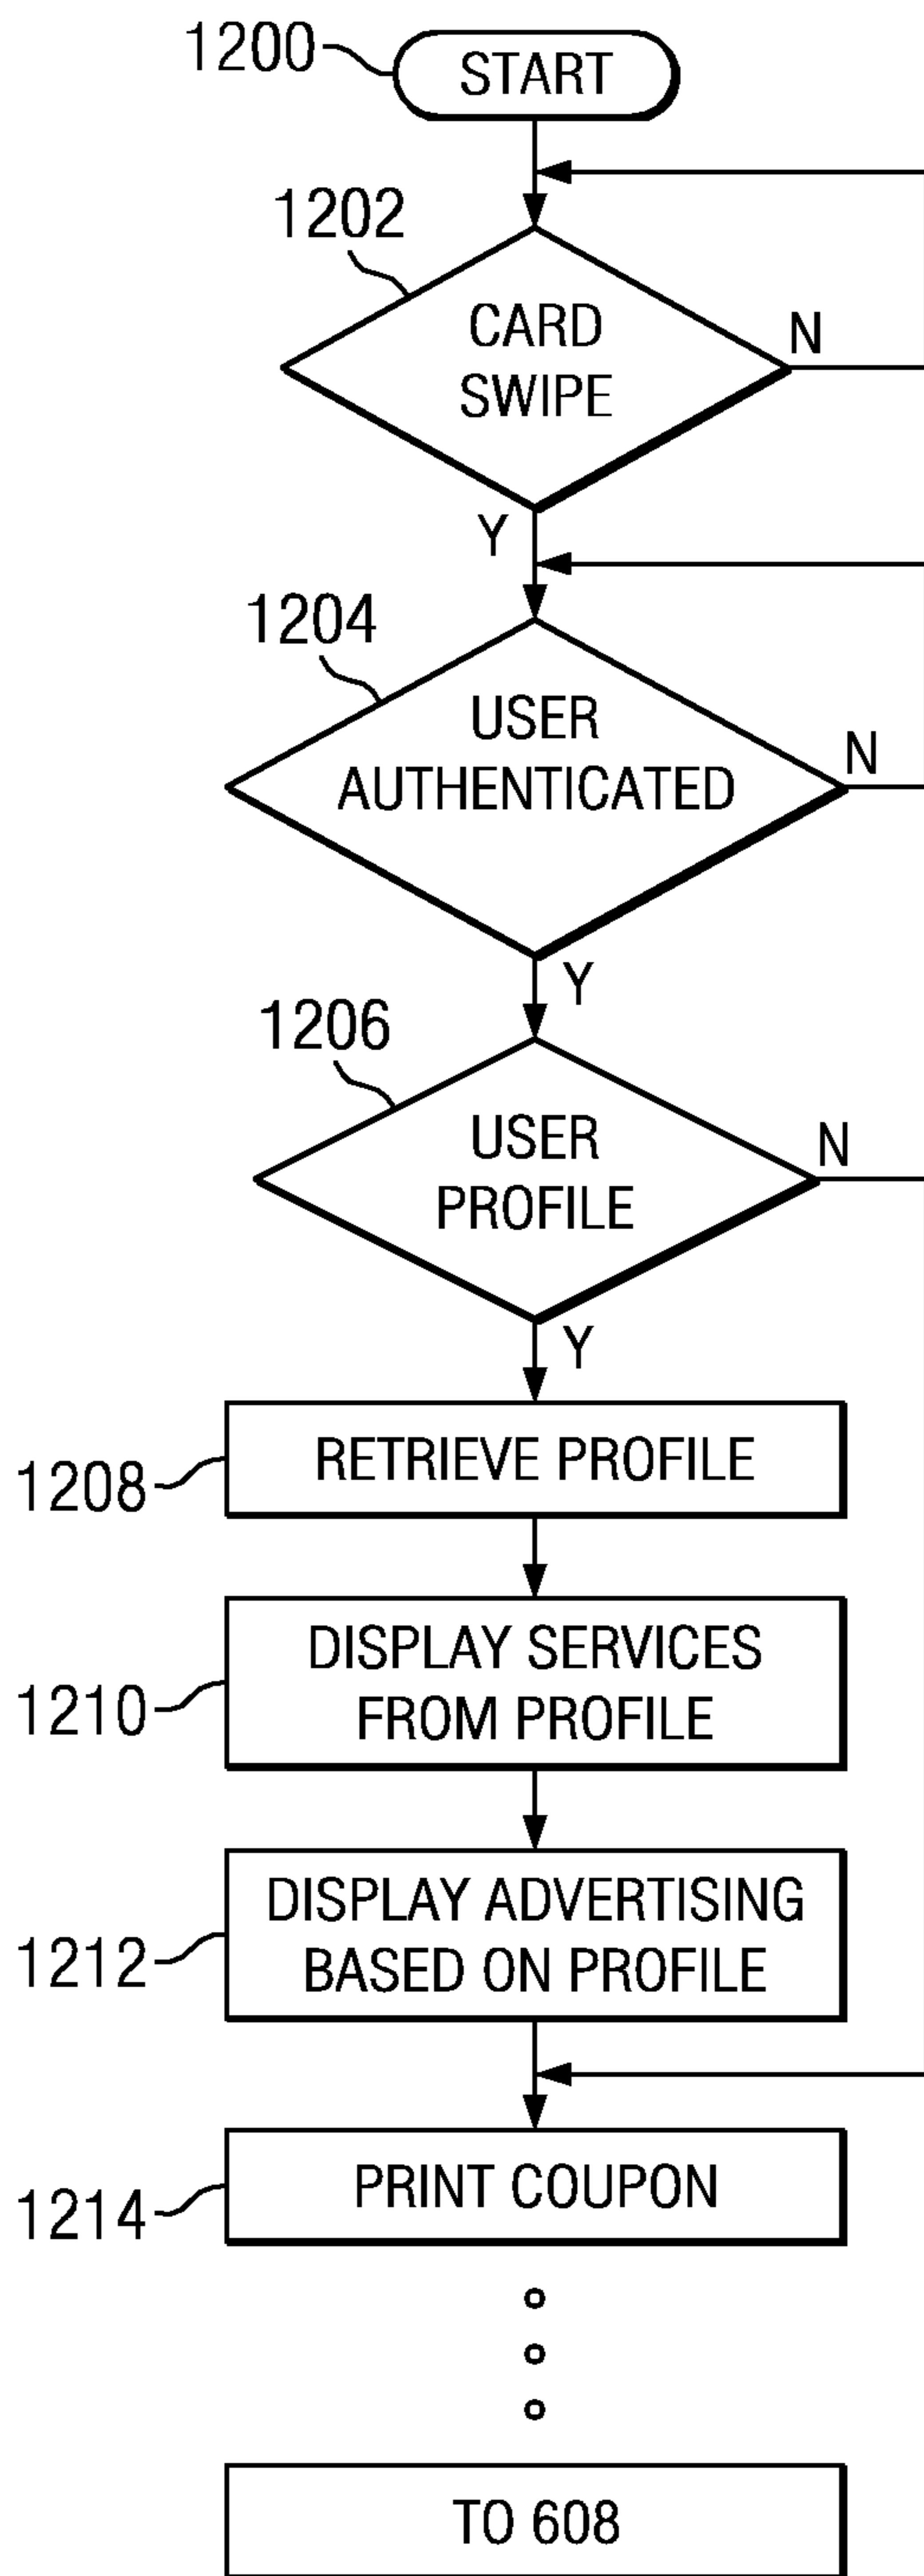 1200
START
1202
CARD
SWIPE
N
Y
1204
USER
AUTHENTICATED
N
Y
1206
USER
PROFILE
N
Y
1208
RETRIEVE PROFILE
1210
DISPLAY SERVICES
FROM PROFILE
1212
DISPLAY ADVERTISING
BASED ON PROFILE
1214
PRINT COUPON
TO 608